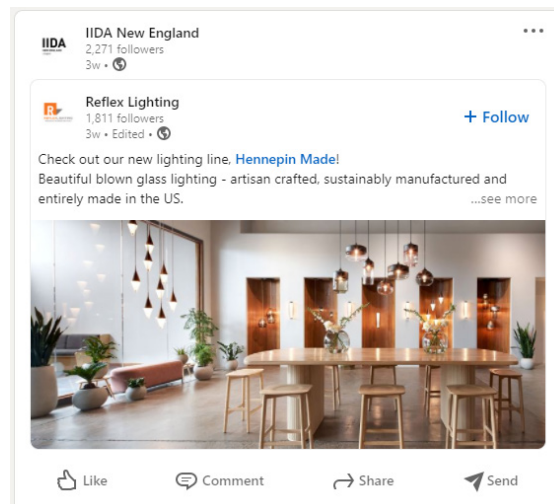 IIDA
IIDA New England
2,271 followers
3w •
R
Reflex Lighting
1,811 followers
3w • Edited •
+ Follow
Check out our new lighting line, Hennepin Made!
Beautiful blown glass lighting - artisan crafted, sustainably manufactured and
entirely made in the US.
...see more
Like
Comment
Share
Send